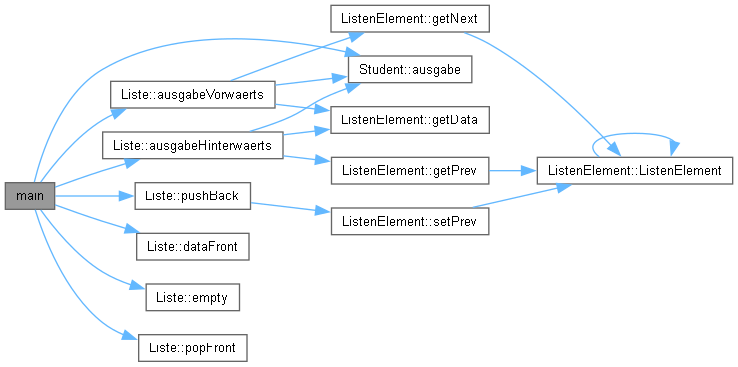 ListenElement::getNext
Student::ausgabe
Liste::ausgabeVorwaerts
ListenElement::getData
Liste::ausgabeHinterwaerts
ListenElement::getPrev
ListenElement::ListenElement
main
Liste::pushBack
ListenElement::setPrev
Liste::dataFront
Liste::empty
Liste::popFront